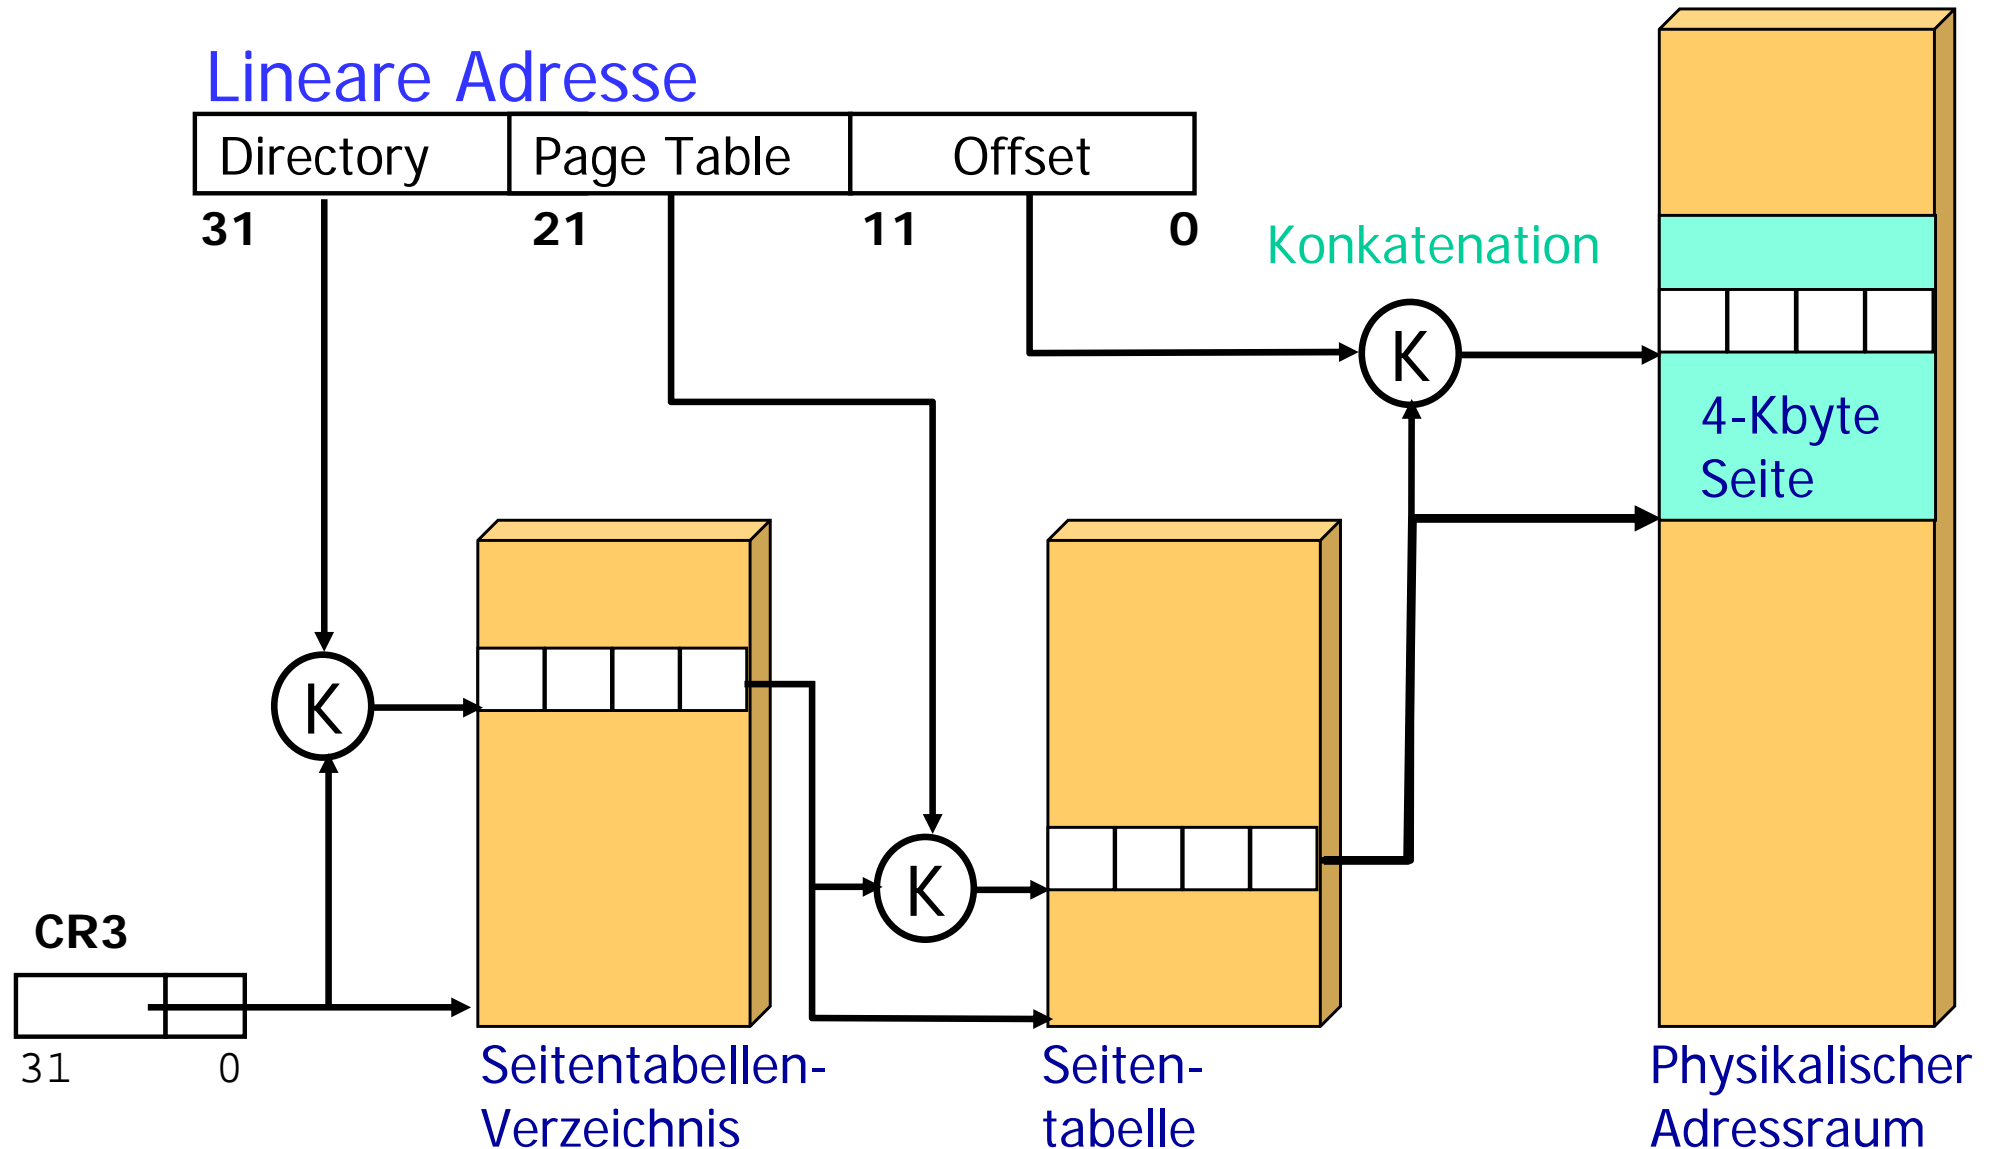 Lineare Adresse
Directory Page Table Offset
31 21 11 0
Konkatenation
K
4-Kbyte
Seite
K
K
CR3
31 0
Seitentabellen-
Verzeichnis
Seiten-
tabelle
Physikalischer
Adressraum